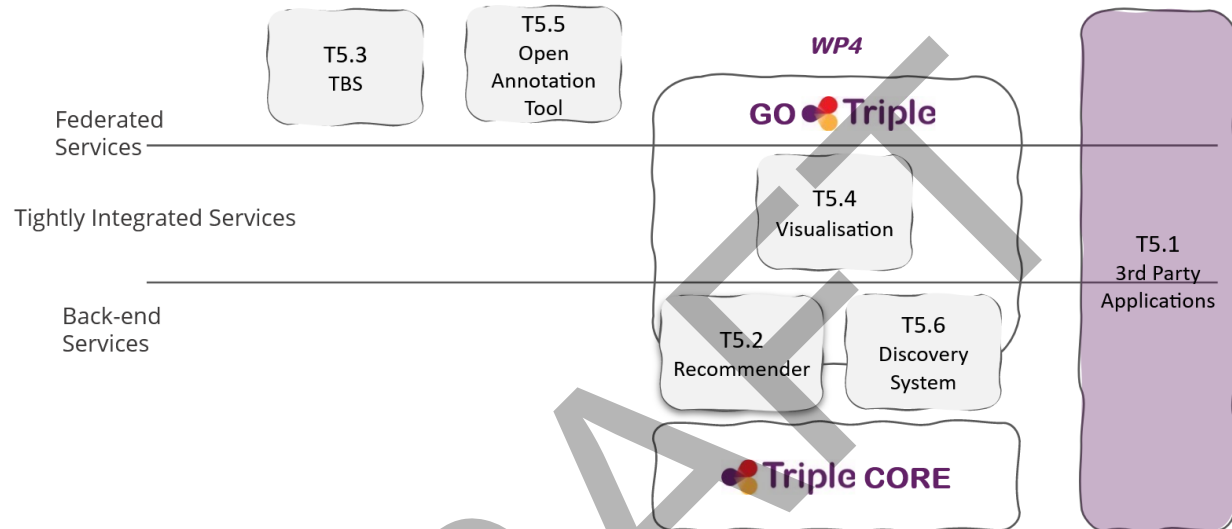 T5.3
TBS
T5.5
Open
Annotation
Tool
WP4
GO Triple
Federated
Services
T5.4
Visualisation
Tightly Integrated Services
T5.1
3rd Party
Applications
Back-end
Services
T5.2
Recommender
T5.6
Discovery
System
Triple CORE
DRAFT